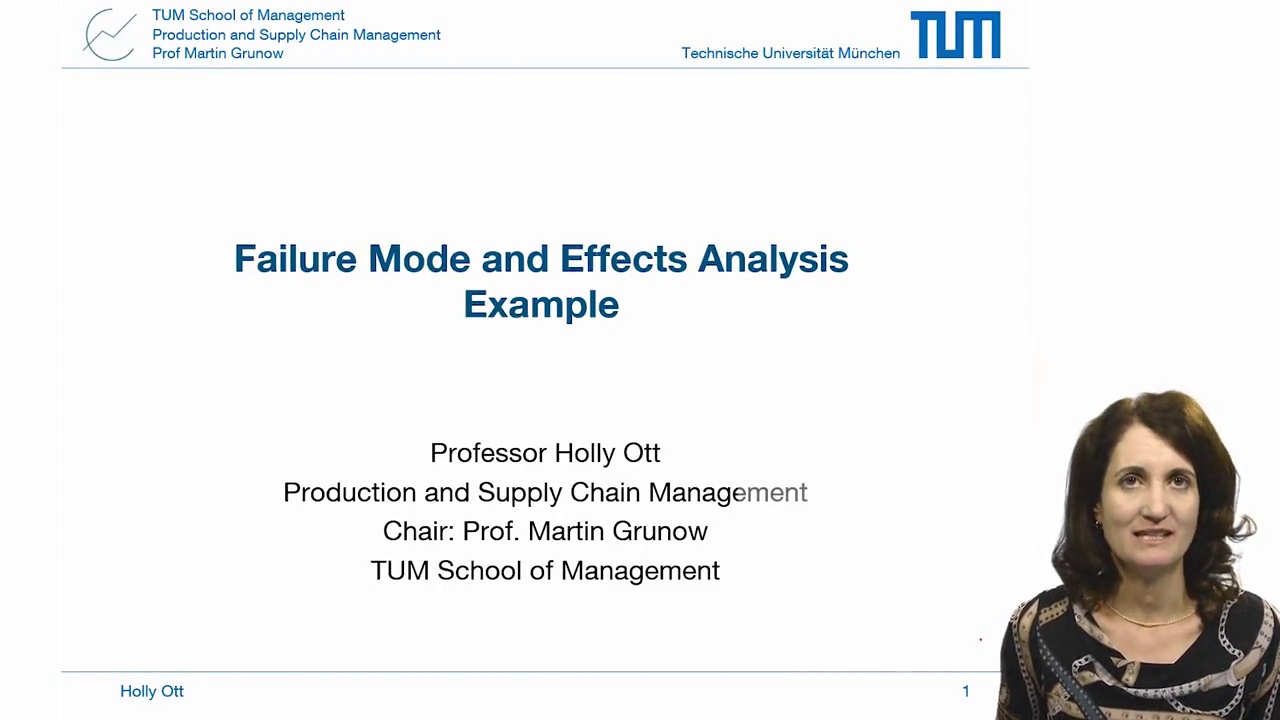 TUM School of Management
Production and Supply Chain Management
Prof Martin Grunow
Technische Universität München
TUM
Failure Mode and Effects Analysis
Example
Professor Holly Ott
Production and Supply Chain Management
Chair: Prof. Martin Grunow
TUM School of Management
Holly Ott
1